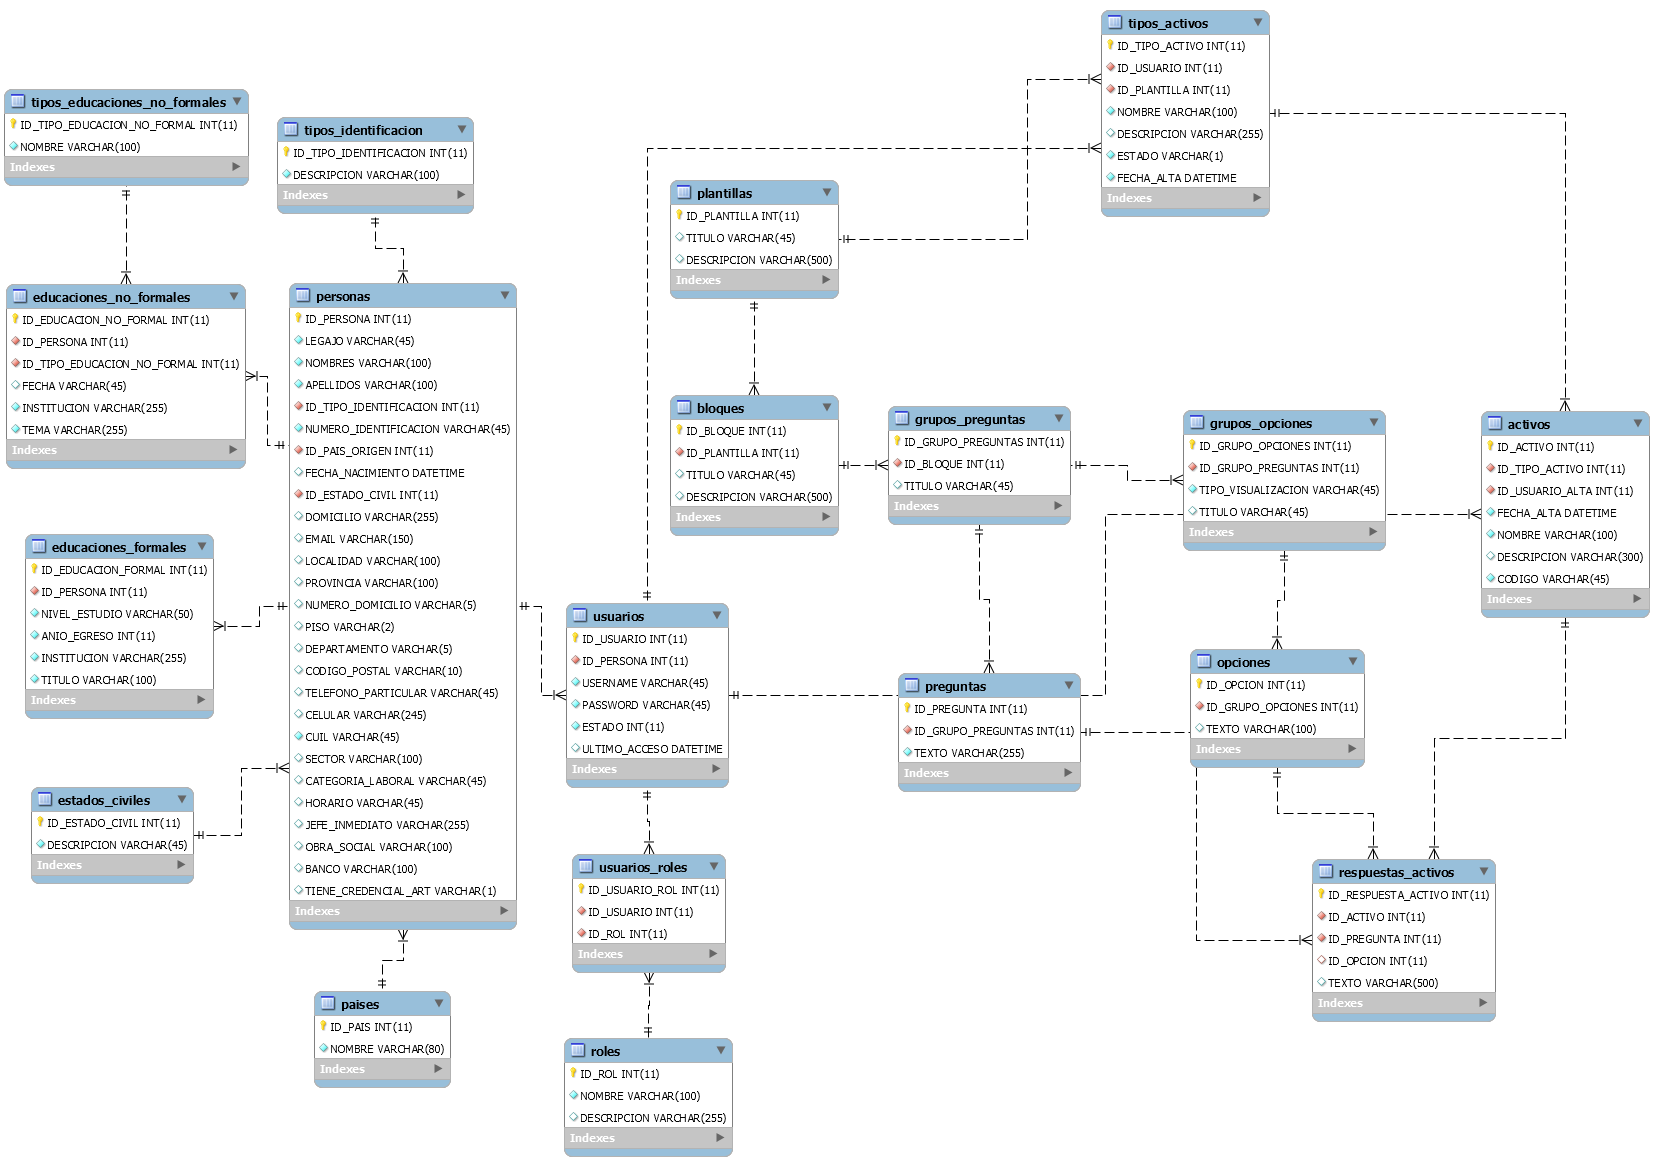 tipos_activos
ID_TIPO_ACTIVO INT(11)
ID_USUARIO INT(11)
ID_PLANTILLA INT(11)
NOMBRE VARCHAR(100)
DESCRIPCION VARCHAR(255)
ESTADO VARCHAR(1)
FECHA_ALTA DATETIME
Indexes
tipos_educaciones_no_formales
ID_TIPO_EDUCACION_NO_FORMAL INT(11)
NOMBRE VARCHAR(100)
Indexes
tipos_identificacion
ID_TIPO_IDENTIFICACION INT(11)
DESCRIPCION VARCHAR(100)
Indexes
plantillas
ID_PLANTILLA INT(11)
TITULO VARCHAR(45)
DESCRIPCION VARCHAR(500)
Indexes
educaciones_no_formales
ID_EDUCACION_NO_FORMAL INT(11)
ID_PERSONA INT(11)
ID_TIPO_EDUCACION_NO_FORMAL INT(11)
FECHA VARCHAR(45)
INSTITUCION VARCHAR(255)
TEMA VARCHAR(255)
Indexes
personas
ID_PERSONA INT(11)
LEGAJO VARCHAR(45)
NOMBRES VARCHAR(100)
APELLIDOS VARCHAR(100)
ID_TIPO_IDENTIFICACION INT(11)
NUMERO_IDENTIFICACION VARCHAR(45)
ID_PAIS_ORIGEN INT(11)
FECHA_NACIMIENTO DATETIME
ID_ESTADO_CIVIL INT(11)
DOMICILIO VARCHAR(255)
EMAIL VARCHAR(150)
LOCALIDAD VARCHAR(100)
PROVINCIA VARCHAR(100)
NUMERO_DOMICILIO VARCHAR(5)
PISO VARCHAR(2)
DEPARTAMENTO VARCHAR(5)
CODIGO_POSTAL VARCHAR(10)
TELEFONO_PARTICULAR VARCHAR(45)
CELULAR VARCHAR(245)
CUIL VARCHAR(45)
SECTOR VARCHAR(100)
CATEGORIA_LABORAL VARCHAR(45)
HORARIO VARCHAR(45)
JEFE_INMEDIATO VARCHAR(255)
OBRA_SOCIAL VARCHAR(100)
BANCO VARCHAR(100)
TIENE_CREDENCIAL_ART VARCHAR(1)
Indexes
bloques
ID_BLOQUE INT(11)
ID_PLANTILLA INT(11)
TITULO VARCHAR(45)
DESCRIPCION VARCHAR(500)
Indexes
grupos_preguntas
ID_GRUPO_PREGUNTAS INT(11)
ID_BLOQUE INT(11)
TITULO VARCHAR(45)
Indexes
grupos_opciones
ID_GRUPO_OPCIONES INT(11)
ID_GRUPO_PREGUNTAS INT(11)
TIPO_VISUALIZACION VARCHAR(45)
TITULO VARCHAR(45)
Indexes
activos
ID_ACTIVO INT(11)
ID_TIPO_ACTIVO INT(11)
ID_USUARIO_ALTA INT(11)
FECHA_ALTA DATETIME
NOMBRE VARCHAR(100)
DESCRIPCION VARCHAR(300)
CODIGO VARCHAR(45)
Indexes
educaciones_formales
ID_EDUCACION_FORMAL INT(11)
ID_PERSONA INT(11)
NIVEL_ESTUDIO VARCHAR(50)
ANIO_EGRESO INT(11)
INSTITUCION VARCHAR(255)
TITULO VARCHAR(100)
Indexes
usuarios
ID_USUARIO INT(11)
ID_PERSONA INT(11)
USERNAME VARCHAR(45)
PASSWORD VARCHAR(45)
ESTADO INT(11)
ULTIMO_ACCESO DATETIME
Indexes
preguntas
ID_PREGUNTA INT(11)
ID_GRUPO_PREGUNTAS INT(11)
TEXTO VARCHAR(255)
Indexes
opciones
ID_OPCION INT(11)
ID_GRUPO_OPCIONES INT(11)
TEXTO VARCHAR(100)
Indexes
estados_civiles
ID_ESTADO_CIVIL INT(11)
DESCRIPCION VARCHAR(45)
Indexes
usuarios_roles
ID_USUARIO_ROL INT(11)
ID_USUARIO INT(11)
ID_ROL INT(11)
Indexes
respuestas_activos
ID_RESPUESTA_ACTIVO INT(11)
ID_ACTIVO INT(11)
ID_PREGUNTA INT(11)
ID_OPCION INT(11)
TEXTO VARCHAR(500)
Indexes
paises
ID_PAIS INT(11)
NOMBRE VARCHAR(80)
Indexes
roles
ID_ROL INT(11)
NOMBRE VARCHAR(100)
DESCRIPCION VARCHAR(255)
Indexes